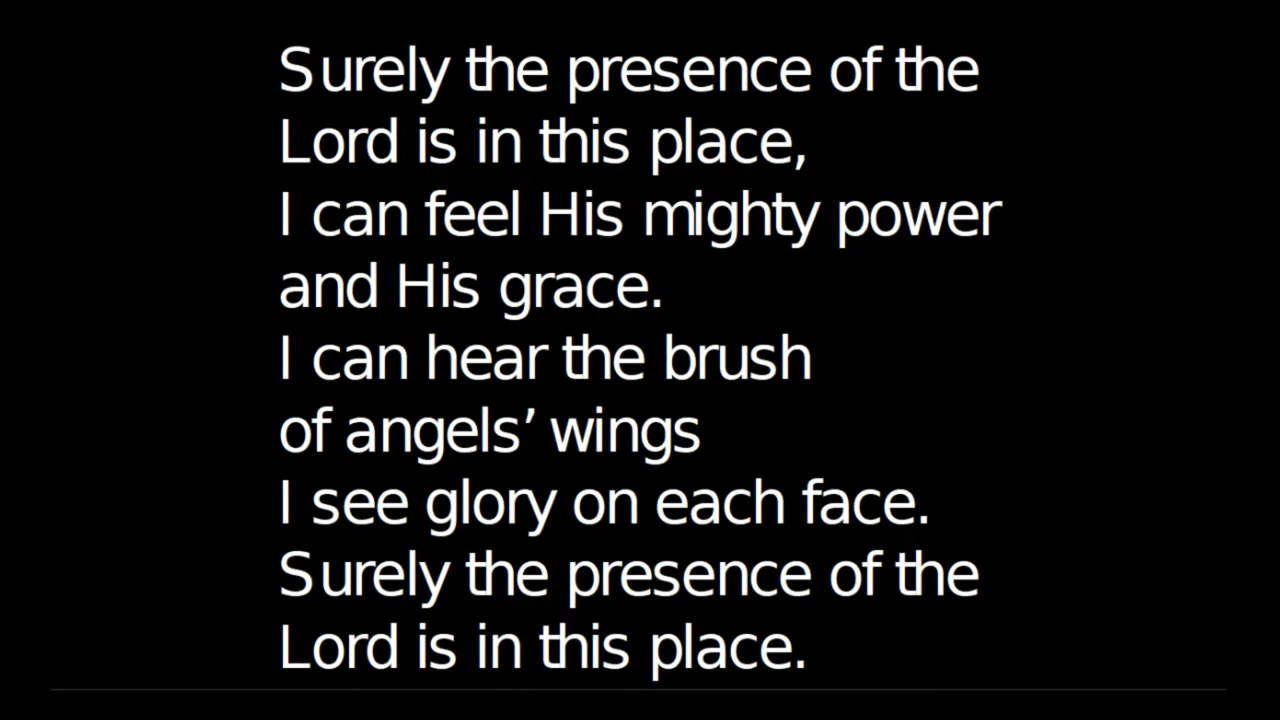 Surely the presence of the
Lord is in this place,
I can feel His mighty power
and His grace.
I can hear the brush
of angels’ wings
I see glory on each face.
Surely the presence of the
Lord is in this place.